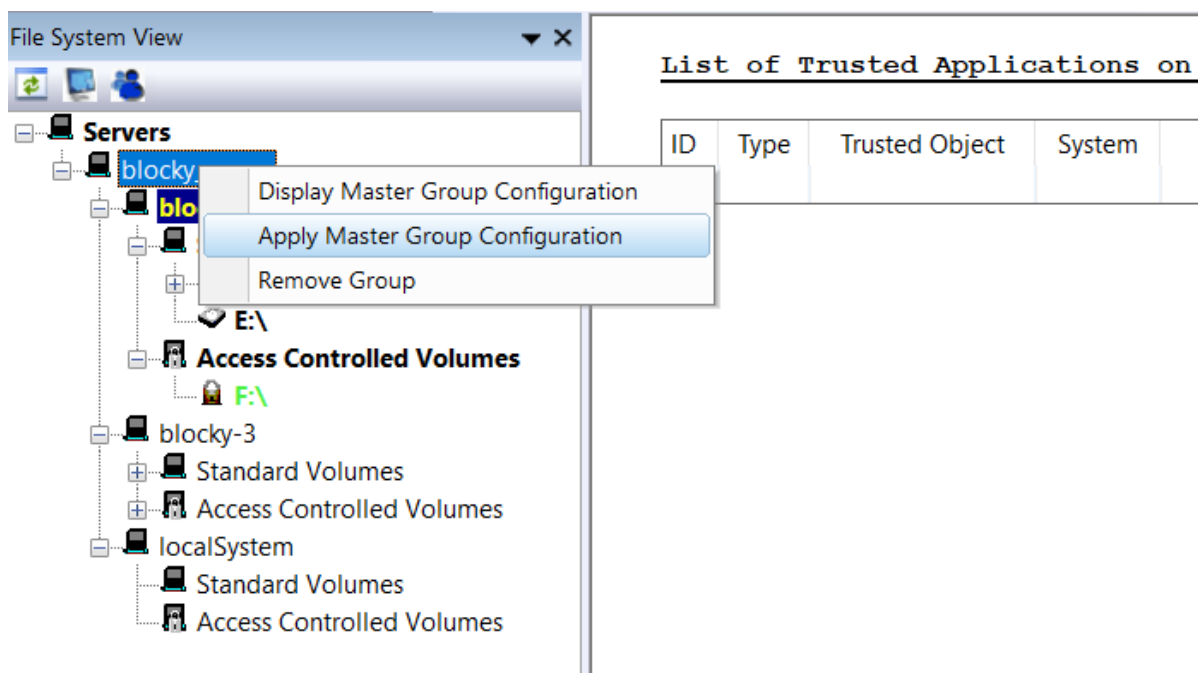 File System View
Servers
blocky_
Display Master Group Configuration
blo
Apply Master Group Configuration
Remove Group
E:\
Access Controlled Volumes
F:\
blocky-3
Standard Volumes
Access Controlled Volumes
localSystem
Standard Volumes
Access Controlled Volumes
List of Trusted Applications on
ID Type Trusted Object System